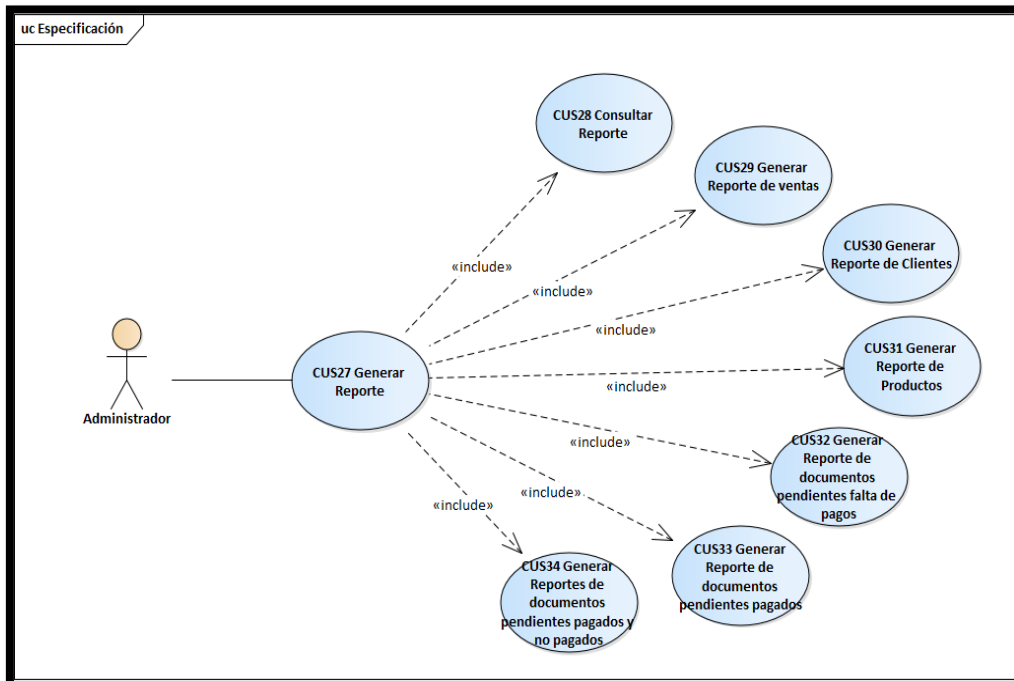 uc Especificación
CUS28 Consultar
Reporte
CUS29 Generar
Reporte de ventas
CUS30 Generar
Reporte de Clientes
«include»
«include»
«include»
CUS27 Generar
Reporte
CUS31 Generar
Reporte de
Productos
«include»
Administrador
«include»
CUS32 Generar
Reporte de
documentos
pendientes falta de
pagos
«include»
«include»
CUS33 Generar
Reporte de
documentos
pendientes pagados
CUS34 Generar
Reportes de
documentos
pendientes pagados y
no pagados